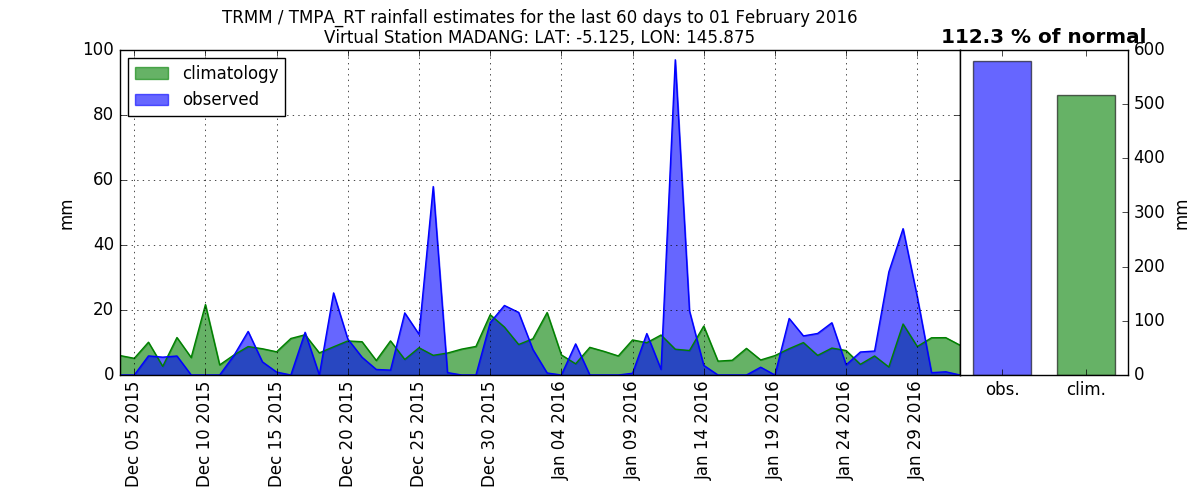 TRMM / TMPA_RT rainfall estimates for the last 60 days to 01 February 2016
Virtual Station MADANG: LAT: -5.125, LON: 145.875
112.3 % of normal
climatology
observed
mm
100
80
60
40
20
0
Dec 05 2015
Dec 10 2015
Dec 15 2015
Dec 20 2015
Dec 25 2015
Dec 30 2015
Jan 04 2016
Jan 09 2016
Jan 14 2016
Jan 19 2016
Jan 24 2016
Jan 29 2016
obs.
clim.
600
500
400
300
200
100
0
mm